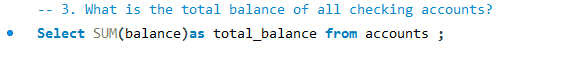 -- 3. What is the total balance of all checking accounts?
Select SUM(balance)as total_balance from accounts ;